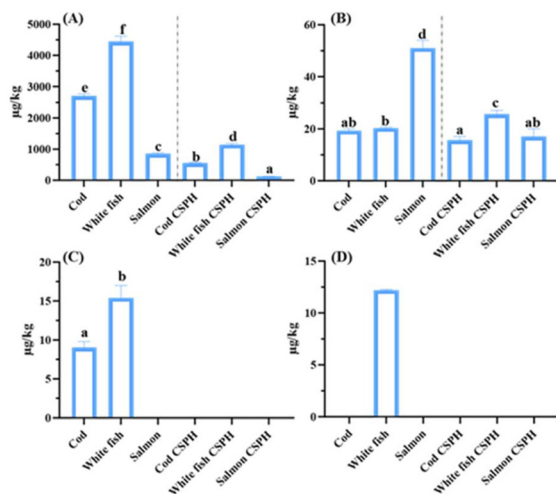 (A)
f
e
d
c
b
a
5000
4000
3000
2000
1000
0
µg/kg
Cod
White fish
Salmon
Cod CSPH
White fish CSPH
Salmon CSPH
(B)
d
c
ab
b
a
ab
60
40
20
0
µg/kg
Cod
White fish
Salmon
Cod CSPH
White fish CSPH
Salmon CSPH
(C)
b
a
20
15
10
5
0
µg/kg
Cod
White fish
Salmon
Cod CSPH
White fish CSPH
Salmon CSPH
(D)
15
10
5
0
µg/kg
Cod
White fish
Salmon
Cod CSPH
White fish CSPH
Salmon CSPH